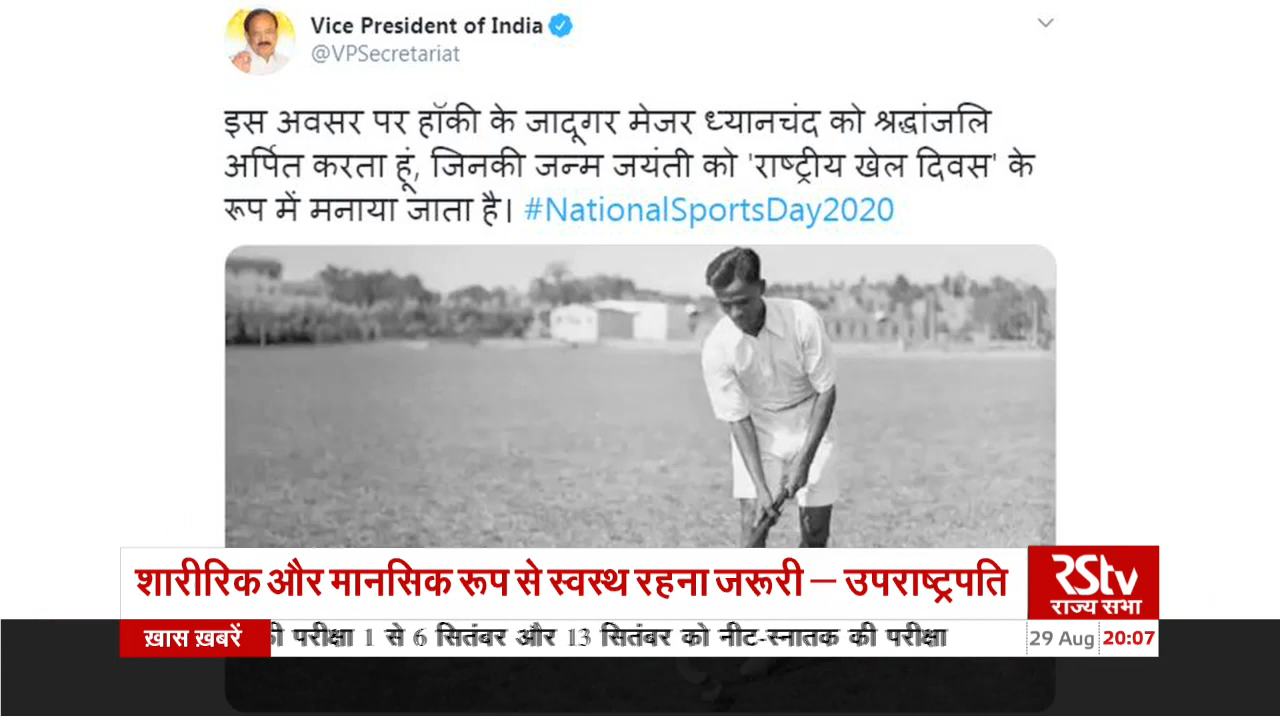 Vice President of India
@VPSecretariat
इस अवसर पर हॉकी के जादूगर मेजर ध्यानचंद को श्रद्धांजलि
अर्पित करता हूं, जिनकी जन्म जयंती को 'राष्ट्रीय खेल दिवस' के
रूप में मनाया जाता है। #NationalSportsDay2020
शारीरिक और मानसिक रूप से स्वस्थ रहना जरूरी – उपराष्ट्रपति
RStv
राज्य सभा
ख़ास ख़बरें
परीक्षा 1 से 6 सितंबर और 13 सितंबर को नीट-स्नातक की परीक्षा
29 Aug 20:07